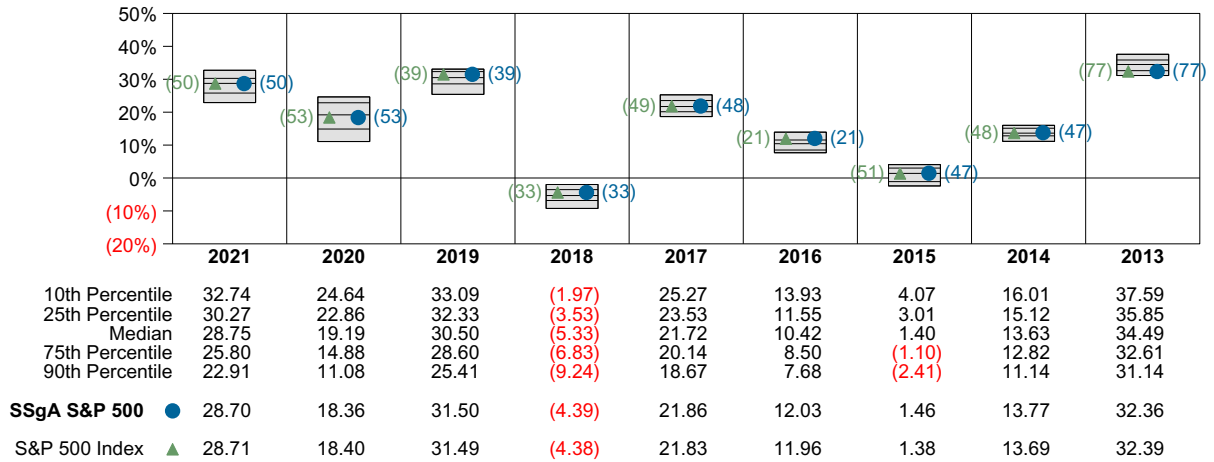 50%
40%
30%
20%
10%
0%
(10%)
(20%)
(50) (50) (53) (53) (39) (39) (33) (33) (49) (48) (21) (21) (51) (47) (48) (47) (77) (77)
2021 2020 2019 2018 2017 2016 2015 2014 2013
10th Percentile 32.74 24.64 33.09 (1.97) 25.27 13.93 4.07 16.01 37.59
25th Percentile 30.27 22.86 32.33 (3.53) 23.53 11.55 3.01 15.12 35.85
Median 28.75 19.19 30.50 (5.33) 21.72 10.42 1.40 13.63 34.49
75th Percentile 25.80 14.88 28.60 (6.83) 20.14 8.50 (1.10) 12.82 32.61
90th Percentile 22.91 11.08 25.41 (9.24) 18.67 7.68 (2.41) 11.14 31.14
SSgA S&P 500 28.70 18.36 31.50 (4.39) 21.86 12.03 1.46 13.77 32.36
S&P 500 Index 28.71 18.40 31.49 (4.38) 21.83 11.96 1.38 13.69 32.39